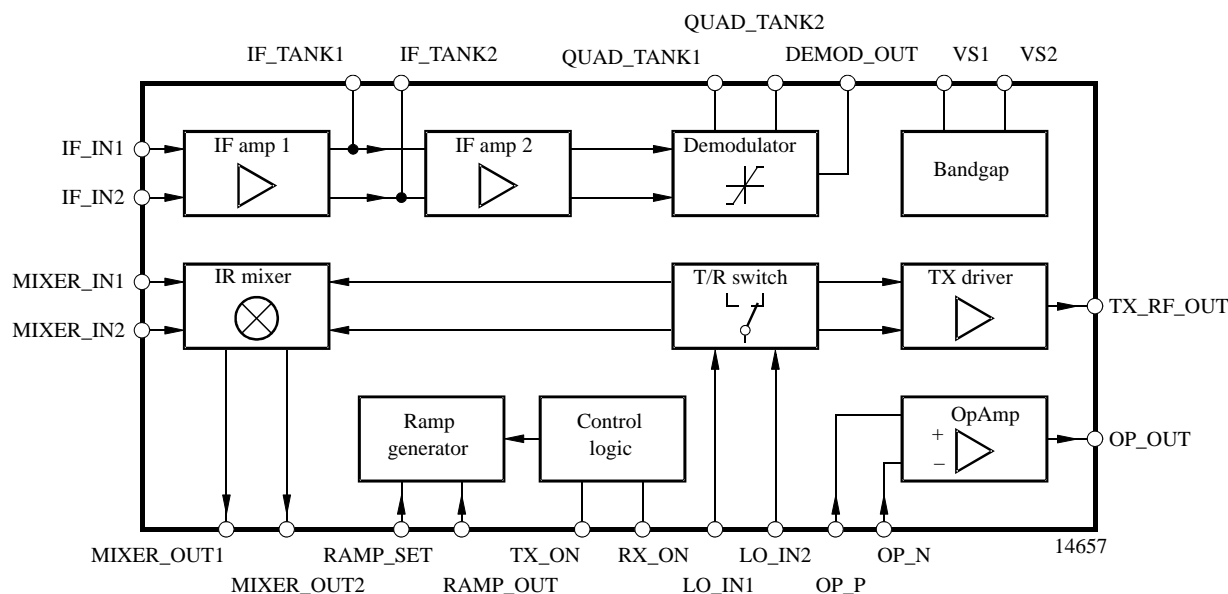 QUAD_TANK2
IF_TANK1
IF_TANK2
QUAD_TANK1
DEMOD_OUT
VS1
VS2
IF_IN1
IF_IN2
IF amp 1
IF amp 2
Demodulator
Bandgap
MIXER_IN1
MIXER_IN2
IR mixer
T/R switch
TX driver
TX_RF_OUT
Ramp
generator
Control
logic
OpAmp
+
−
OP_OUT
14657
MIXER_OUT1
RAMP_SET
TX_ON
RX_ON
LO_IN2
OP_N
MIXER_OUT2
RAMP_OUT
LO_IN1
OP_P